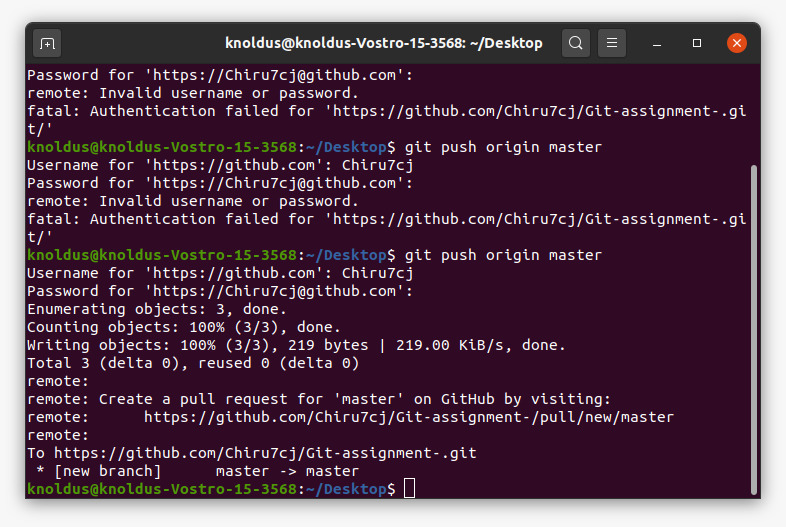 knoldus@knoldus-Vostro-15-3568: ~/Desktop
Password for 'https://Chiru7cj@github.com':
remote: Invalid username or password.
fatal: Authentication failed for 'https://github.com/Chiru7cj/Git-assignment-.gi
t/'
knoldus@knoldus-Vostro-15-3568:~/Desktop$ git push origin master
Username for 'https://github.com': Chiru7cj
Password for 'https://Chiru7cj@github.com':
remote: Invalid username or password.
fatal: Authentication failed for 'https://github.com/Chiru7cj/Git-assignment-.gi
t/'
knoldus@knoldus-Vostro-15-3568:~/Desktop$ git push origin master
Username for 'https://github.com': Chiru7cj
Password for 'https://Chiru7cj@github.com':
Enumerating objects: 3, done.
Counting objects: 100% (3/3), done.
Writing objects: 100% (3/3), 219 bytes | 219.00 KiB/s, done.
Total 3 (delta 0), reused 0 (delta 0)
remote:
remote: Create a pull request for 'master' on GitHub by visiting:
remote:      https://github.com/Chiru7cj/Git-assignment-/pull/new/master
remote:
To https://github.com/Chiru7cj/Git-assignment-.git
 * [new branch]      master -> master
knoldus@knoldus-Vostro-15-3568:~/Desktop$